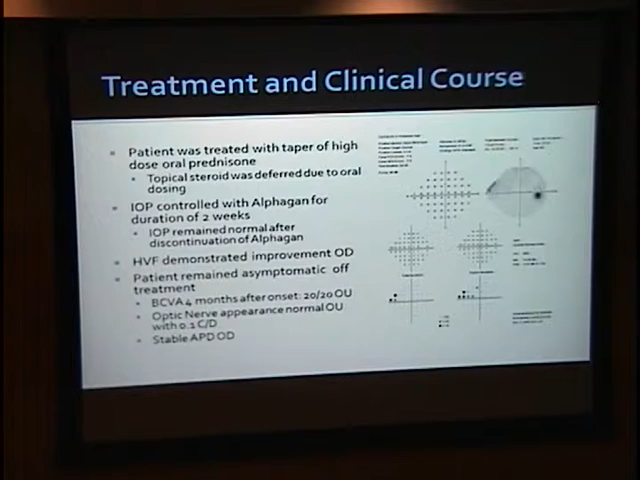 Treatment and Clinical Course
Patient was treated with taper of high
dose oral prednisone
Topical steroid was deferred due to oral
dosing
IOP controlled with Alphagan for
duration of 2 weeks
IOP remained normal after
discontinuation of Alphagan
HVF demonstrated improvement OD
Patient remained asymptomatic off
treatment
BCVA 4 months after onset: 20/20 OU
Optic Nerve appearance normal OU
with 0.1 C/D
Stable APD OD